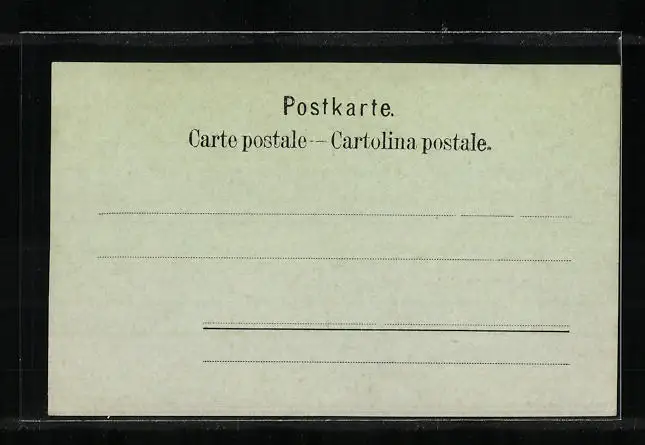 Postkarte.
Carte postale — Cartolina postale.